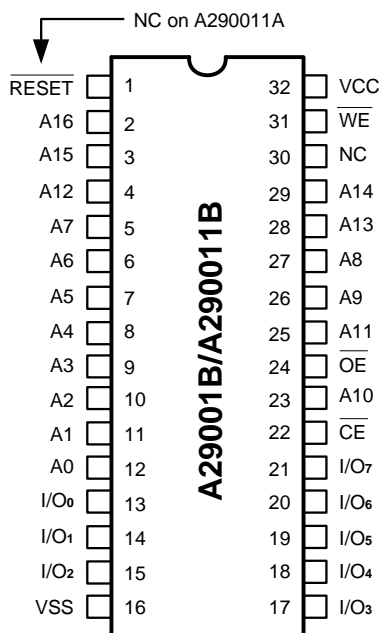 NC on A290011A
RESET 1 32 VCC
A16 2 31 WE
A15 3 30 NC
A12 4 29 A14
A7 5 28 A13
A6 6 27 A8
A5 7 26 A9
A4 8 25 A11
A3 9 24 OE
A2 10 23 A10
A1 11 22 CE
A0 12 21 I/O7
I/O0 13 20 I/O6
I/O1 14 19 I/O5
I/O2 15 18 I/O4
VSS 16 17 I/O3
A29001B/A290011B